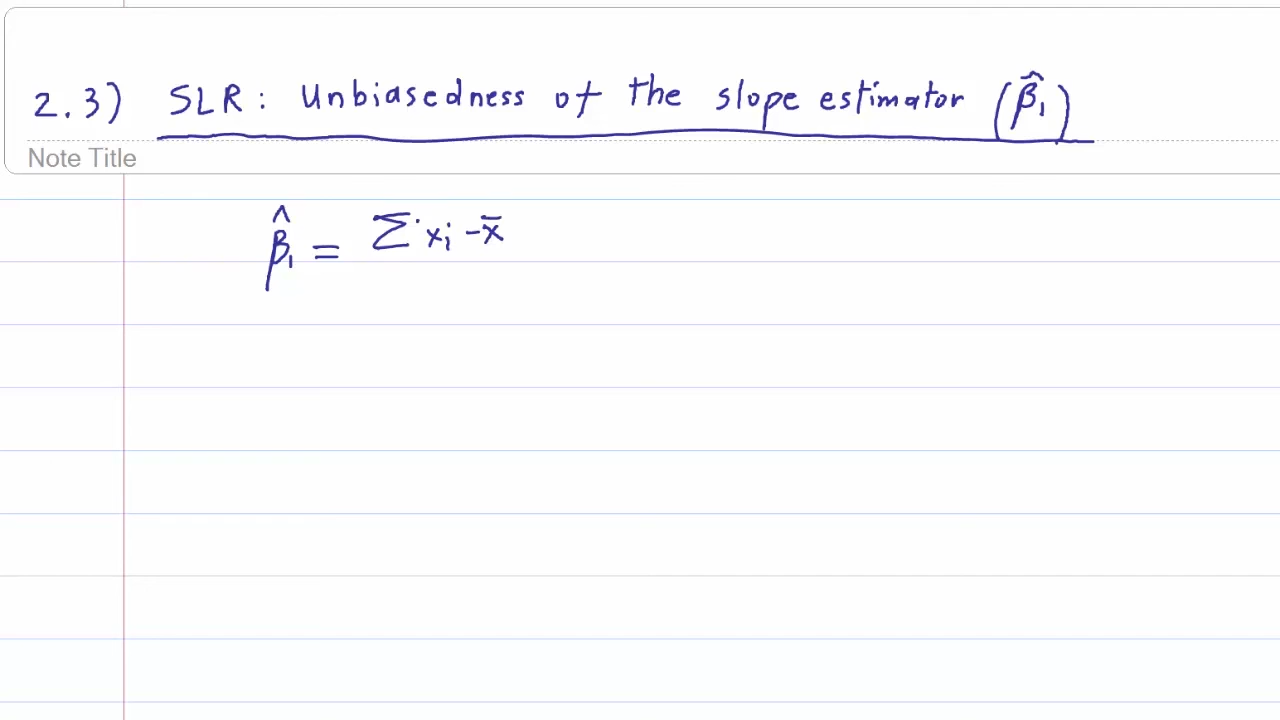 2.3) SLR: Unbiasedness of the slope estimator (β̂₁)
Note Title
β̂₁ = Σ xᵢ - x̄